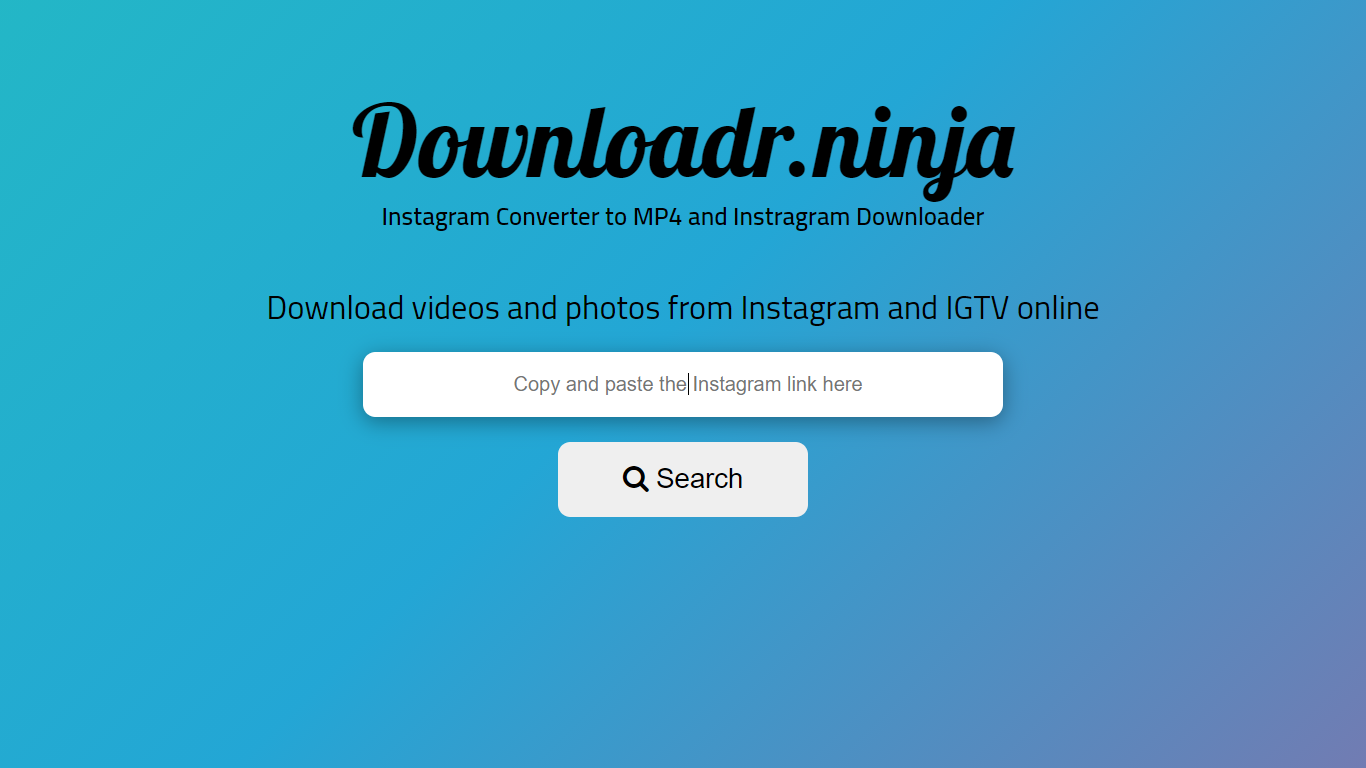 Downloadr.ninja
Instagram Converter to MP4 and Instragram Downloader
Download videos and photos from Instagram and IGTV online
Copy and paste the Instagram link here
Search